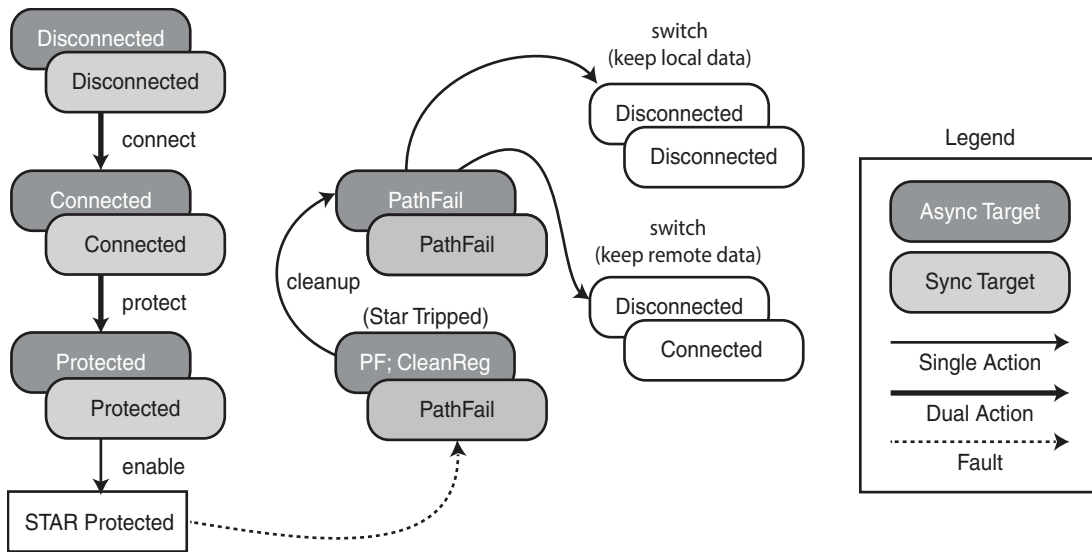 Disconnected
Disconnected
connect
Connected
Connected
protect
Protected
Protected
enable
STAR Protected
switch
(keep local data)
Disconnected
Disconnected
PathFail
PathFail
switch
(keep remote data)
Disconnected
Connected
cleanup
(Star Tripped)
PF; CleanReg
PathFail
Legend
Async Target
Sync Target
Single Action
Dual Action
Fault